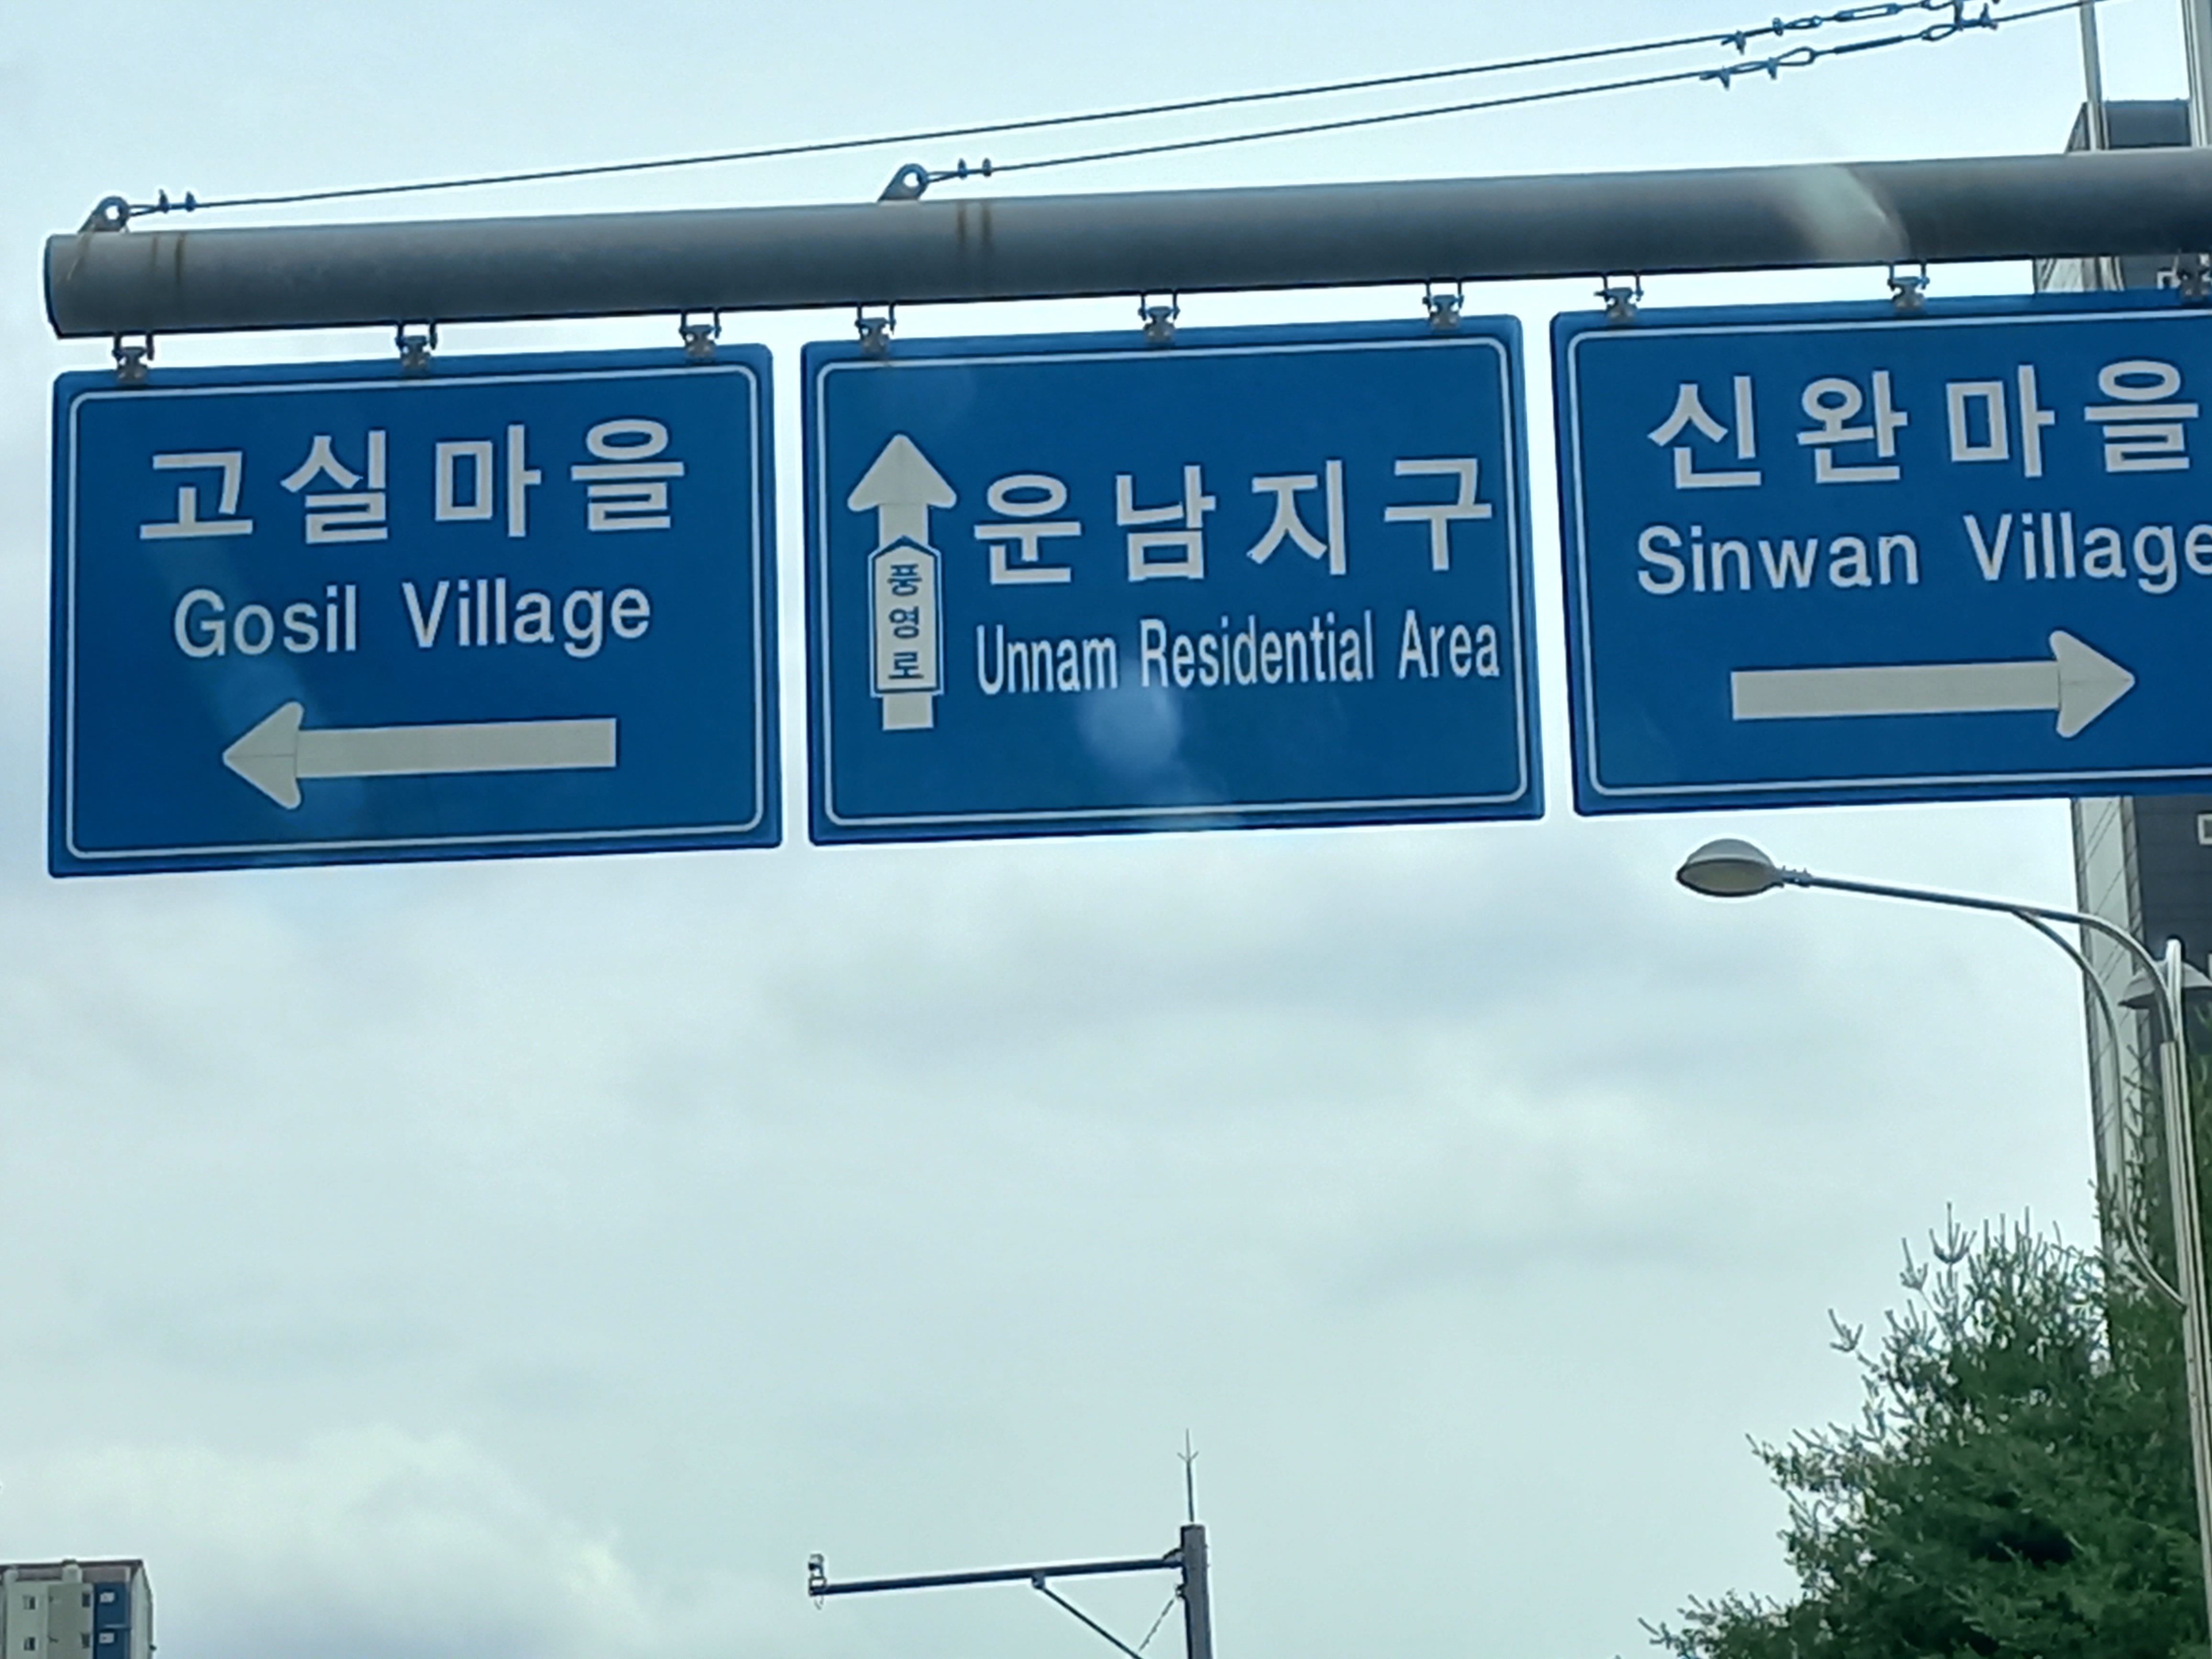 고실마을
Gosil Village
풍영로
운남지구
Unnam Residential Area
신완마을
Sinwan Village